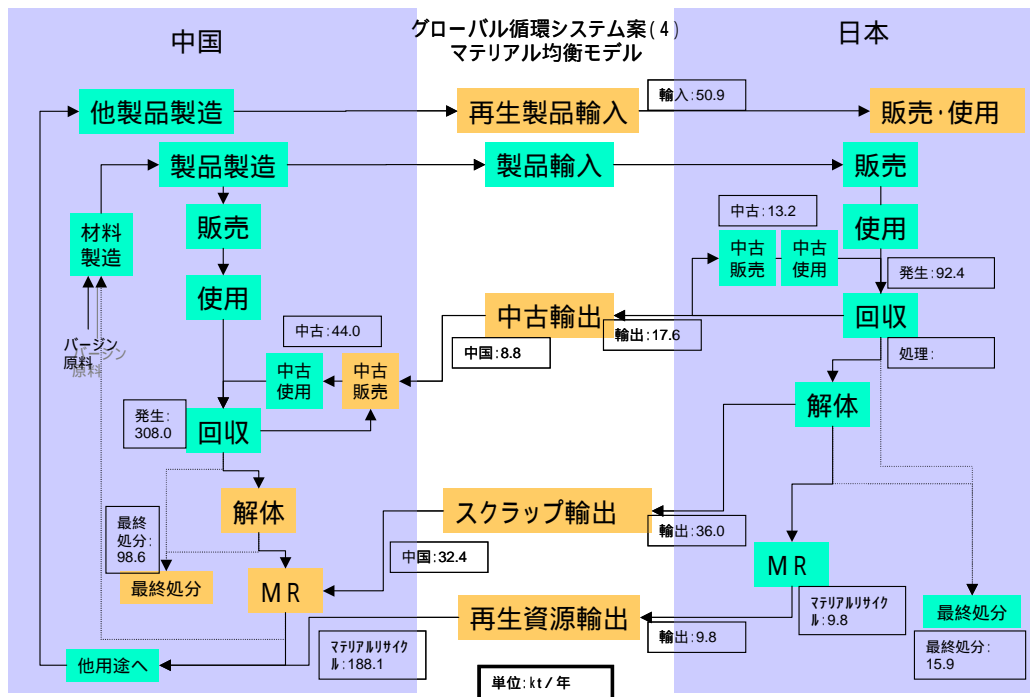 グローバル循環システム案(4)
マテリアル均衡モデル
中国
日本
他製品製造
再生製品輸入
輸入:50.9
販売・使用
製品製造
製品輸入
販売
材料
製造
販売
中古:13.2
使用
中古
販売
中古
使用
使用
発生:92.4
バージン
原料
バージン
原料
中古輸出
回収
中古:44.0
中国:8.8
輸出:17.6
処理:
中古
使用
中古
販売
解体
発生:
308.0
回収
解体
スクラップ輸出
最終
処分:
98.6
輸出:36.0
中国:32.4
MR
最終処分
MR
マテリアルリサイク
ル:9.8
最終処分
再生資源輸出
輸出:9.8
マテリアルリサイク
ル:188.1
最終処分:
15.9
他用途へ
単位:kt/年